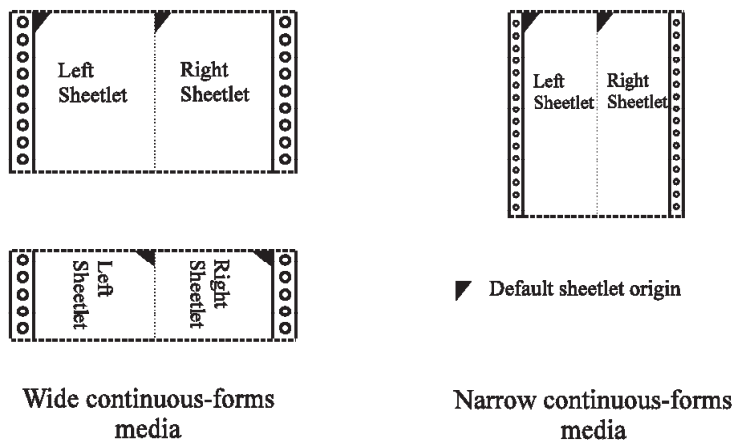 Left
Sheetlet
Right
Sheetlet
Left
Sheetlet
Right
Sheetlet
Left
Sheetlet
Right
Sheetlet
Default sheetlet origin
Wide continuous-forms
media
Narrow continuous-forms
media